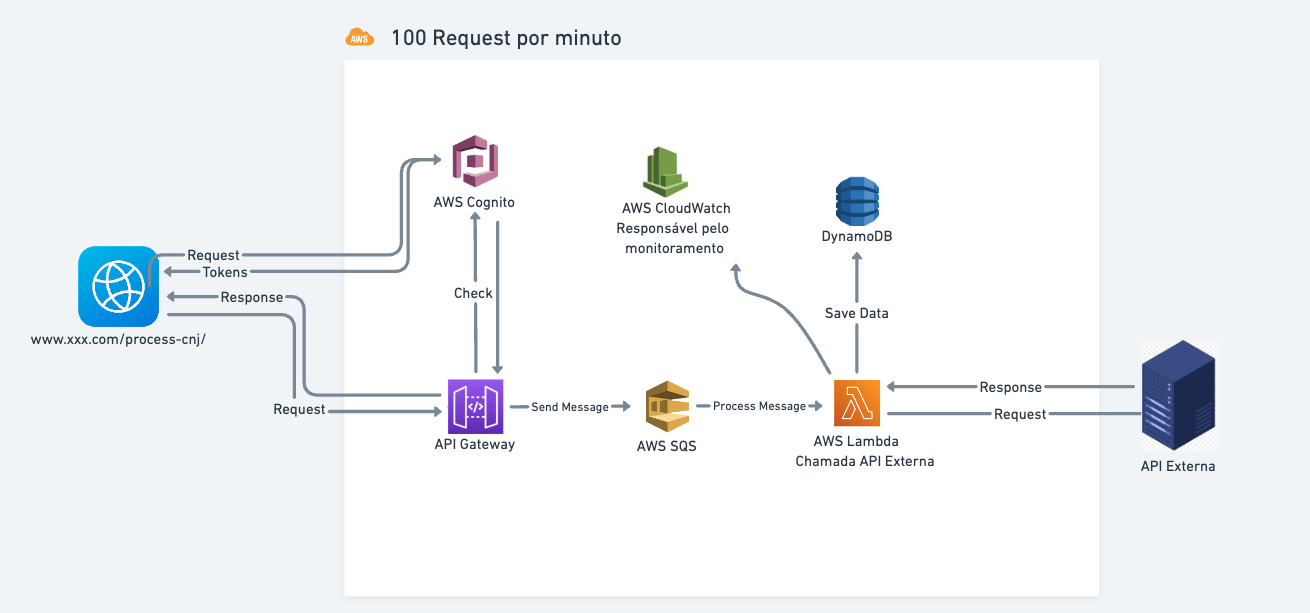 AWS
100 Request por minuto
AWS Cognito
AWS CloudWatch
Responsável pelo
monitoramento
DynamoDB
Request
Tokens
Response
Check
Save Data
www.xxx.com/process-cnj/
Request
Send Message
Process Message
Response
Request
API Gateway
AWS SQS
AWS Lambda
Chamada API Externa
API Externa